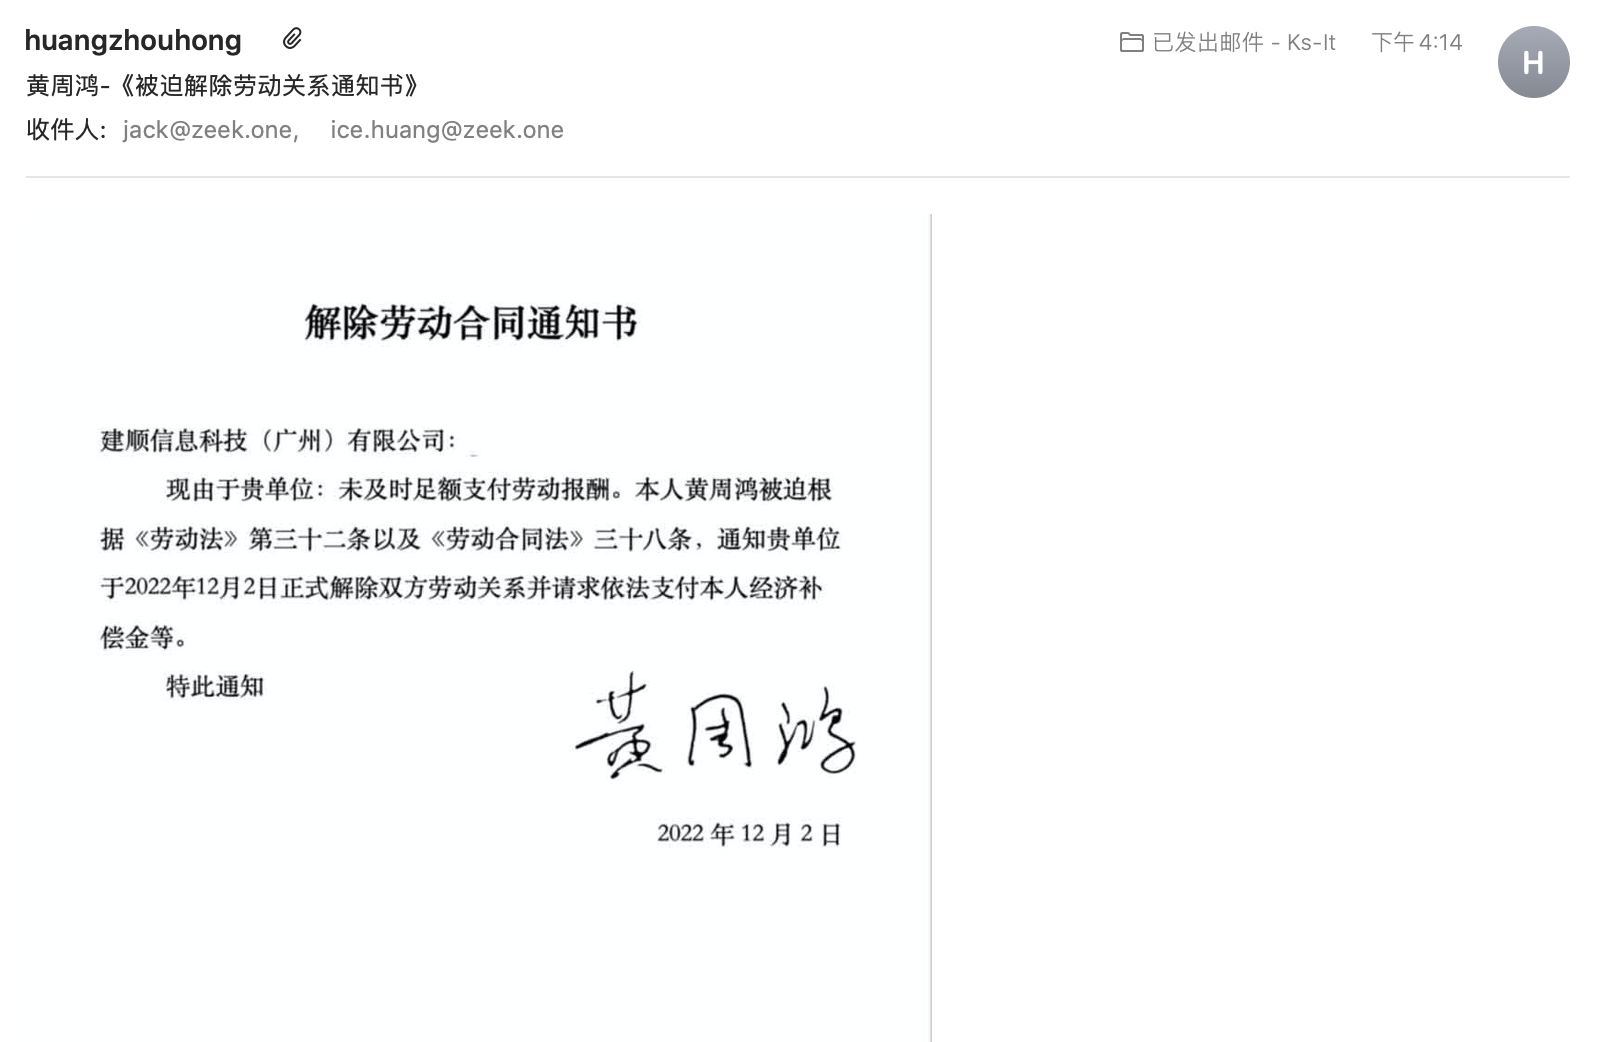 huangzhouhong
已发出邮件 - Ks-It
下午4:14
H
黄周鸿-《被迫解除劳动关系通知书》
收件人: jack@zeek.one, ice.huang@zeek.one
解除劳动合同通知书
建顺信息科技（广州）有限公司：
现由于贵单位：未及时足额支付劳动报酬。本人黄周鸿被迫根
据《劳动法》第三十二条以及《劳动合同法》三十八条，通知贵单位
于2022年12月2日正式解除双方劳动关系并请求依法支付本人经济补
偿金等。
特此通知
黄周鸿
2022 年 12 月 2 日